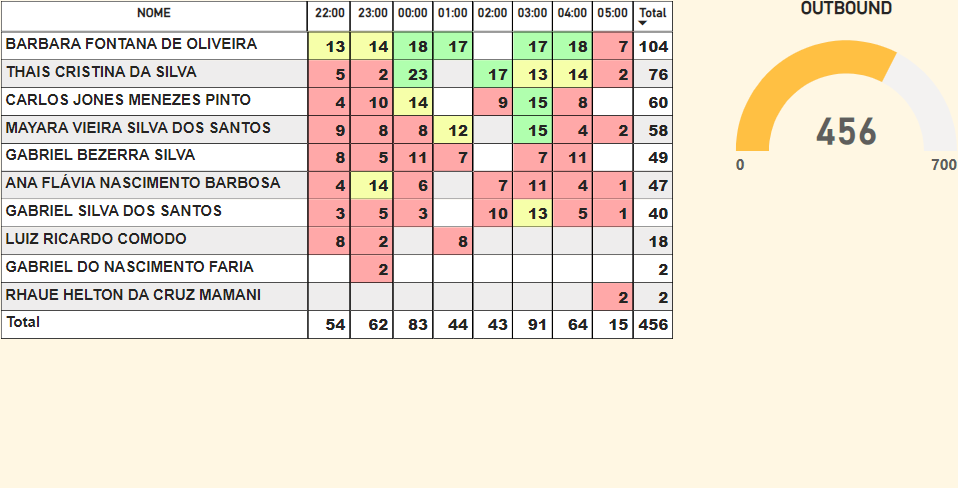 NOME 22:00 23:00 00:00 01:00 02:00 03:00 04:00 05:00 Total
BARBARA FONTANA DE OLIVEIRA 13 14 18 17 17 18 7 104
THAIS CRISTINA DA SILVA 5 2 23 17 13 14 2 76
CARLOS JONES MENEZES PINTO 4 10 14 9 15 8 60
MAYARA VIEIRA SILVA DOS SANTOS 9 8 8 12 15 4 2 58
GABRIEL BEZERRA SILVA 8 5 11 7 7 11 49
ANA FLÁVIA NASCIMENTO BARBOSA 4 14 6 7 11 4 1 47
GABRIEL SILVA DOS SANTOS 3 5 3 10 13 5 1 40
LUIZ RICARDO COMODO 8 2 8 18
GABRIEL DO NASCIMENTO FARIA 2 2
RHAUE HELTON DA CRUZ MAMANI 2 2
Total 54 62 83 44 43 91 64 15 456
OUTBOUND
456
0 700